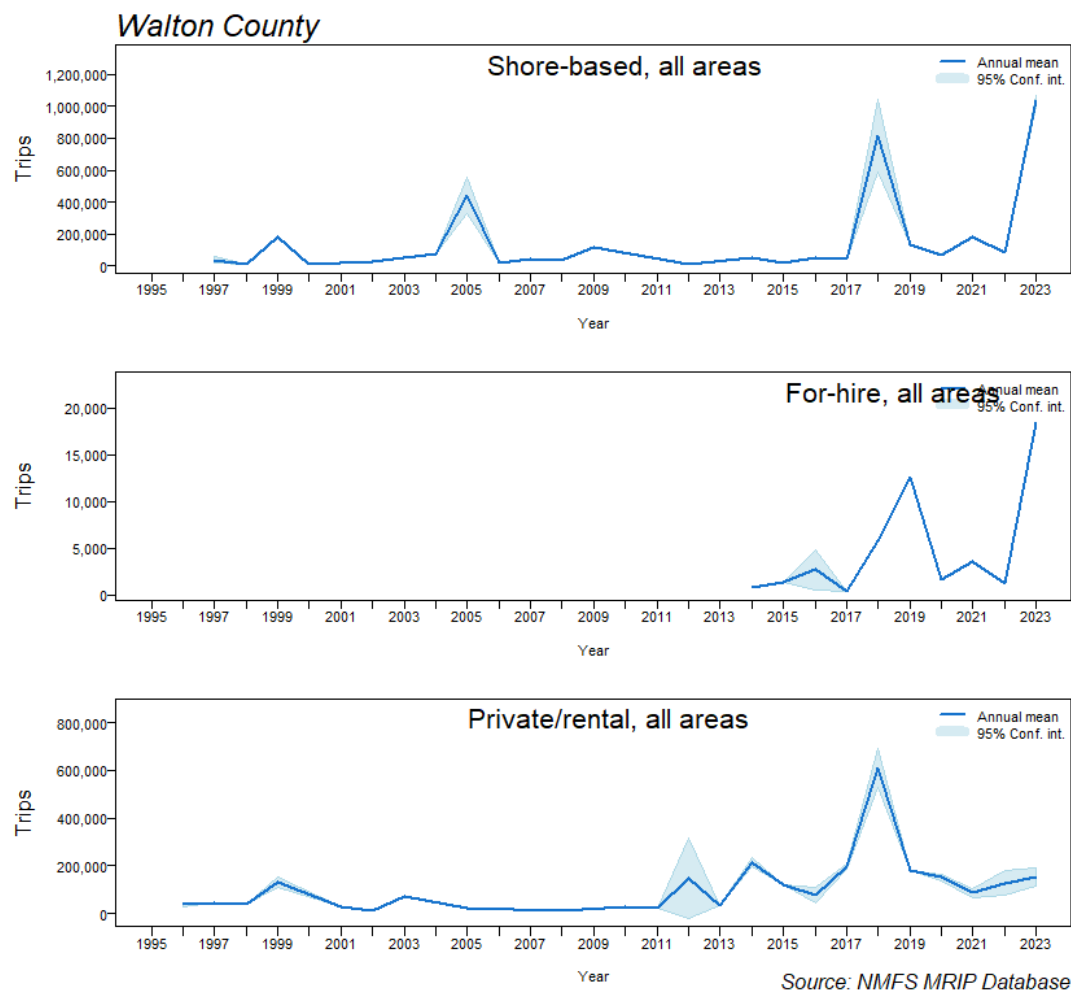 Walton County
Shore-based, all areas
Annual mean
95% Conf. int.
1,200,000
1,000,000
800,000
600,000
400,000
200,000
0
Trips
1995 1997 1999 2001 2003 2005 2007 2009 2011 2013 2015 2017 2019 2021 2023
Year
For-hire, all areas
Annual mean
95% Conf. int.
20,000
15,000
10,000
5,000
0
Trips
1995 1997 1999 2001 2003 2005 2007 2009 2011 2013 2015 2017 2019 2021 2023
Year
Private/rental, all areas
Annual mean
95% Conf. int.
800,000
600,000
400,000
200,000
0
Trips
1995 1997 1999 2001 2003 2005 2007 2009 2011 2013 2015 2017 2019 2021 2023
Year
Source: NMFS MRIP Database